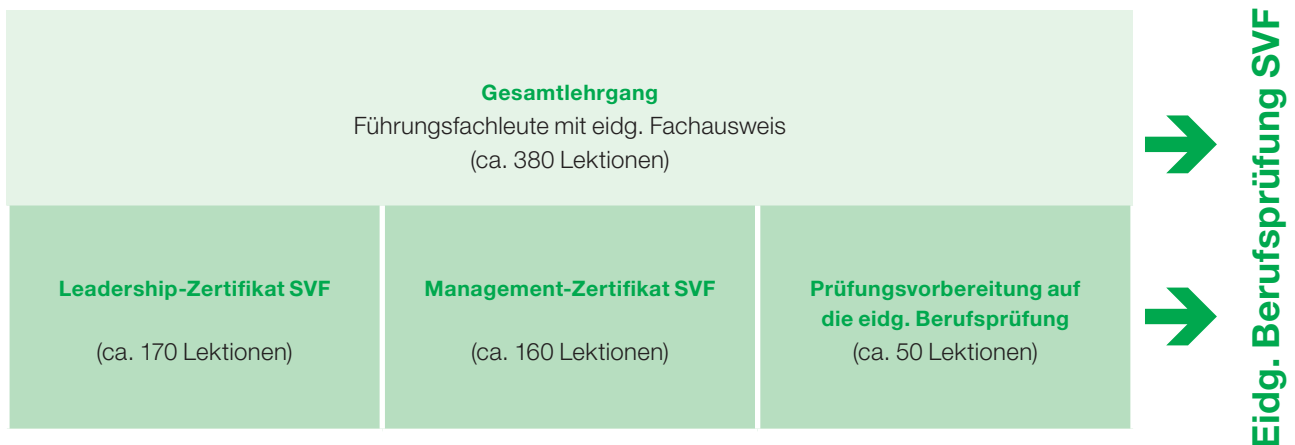 Gesamtlehrgang
Führungsfachleute mit eidg. Fachausweis
(ca. 380 Lektionen)
Leadership-Zertifikat SVF
(ca. 170 Lektionen)
Management-Zertifikat SVF
(ca. 160 Lektionen)
Prüfungsvorbereitung auf
die eidg. Berufsprüfung
(ca. 50 Lektionen)
Eidg. Berufsprüfung SVF